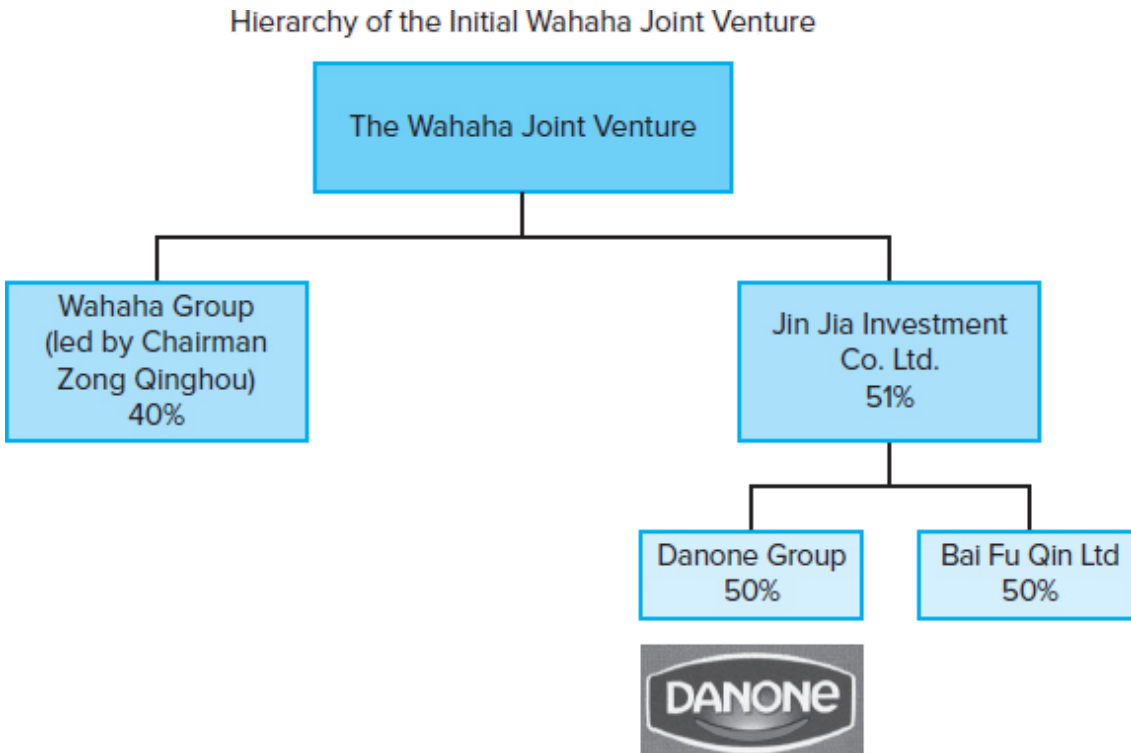 Hierarchy of the Initial Wahaha Joint Venture
The Wahaha Joint Venture
Wahaha Group
(led by Chairman
Zong Qinghou)
40%
Jin Jia Investment
Co. Ltd.
51%
Danone Group
50%
Bai Fu Qin Ltd
50%
DANONE